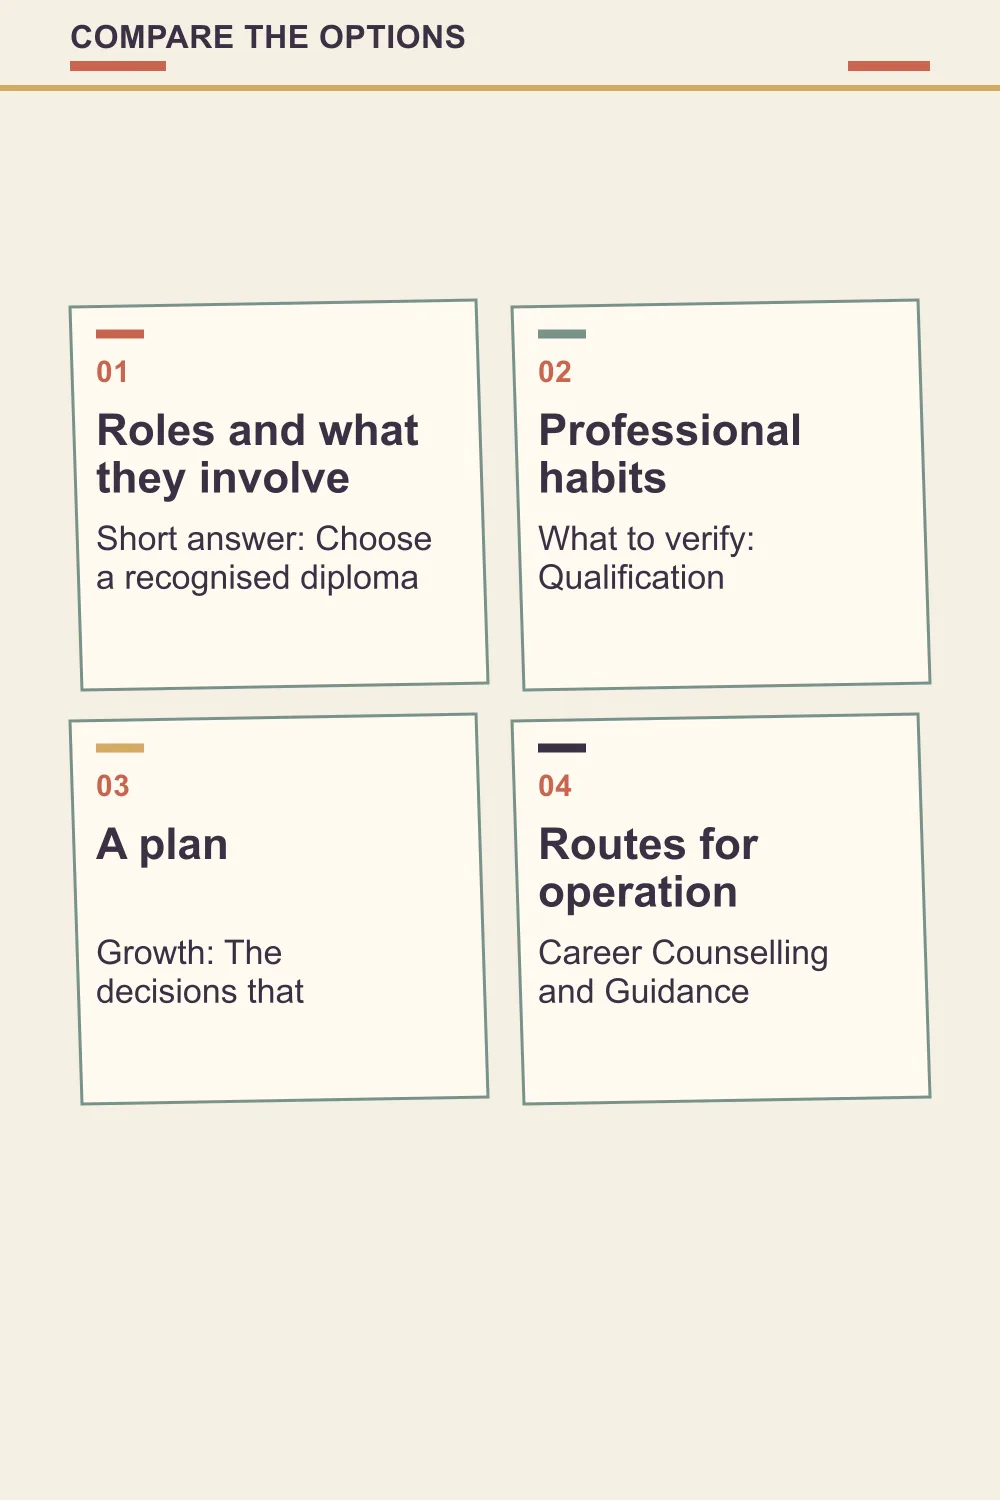 COMPARE THE OPTIONS
01
Roles and what
they involve
Short answer: Choose
a recognised diploma
02
Professional
habits
What to verify:
Qualification
03
A plan
Growth: The
decisions that
04
Routes for
operation
Career Counselling
and Guidance